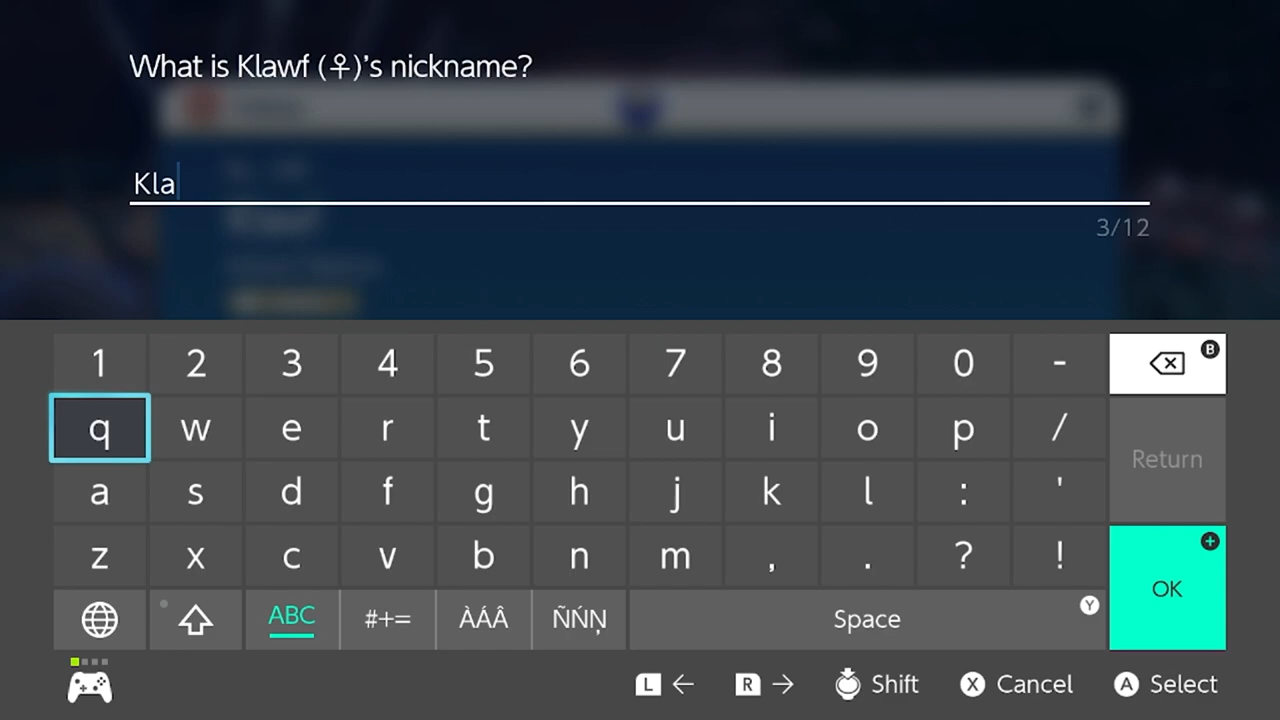 What is Klawf (♀)'s nickname?
Kla
3/12
1 2 3 4 5 6 7 8 9 0 - B
q w e r t y u i o p /
Return
a s d f g h j k l : '
z x c v b n m , . ? ! +
OK
ABC #+= ÀÁÂ ÑŃŅ Space Y
L ← R → Shift X Cancel A Select